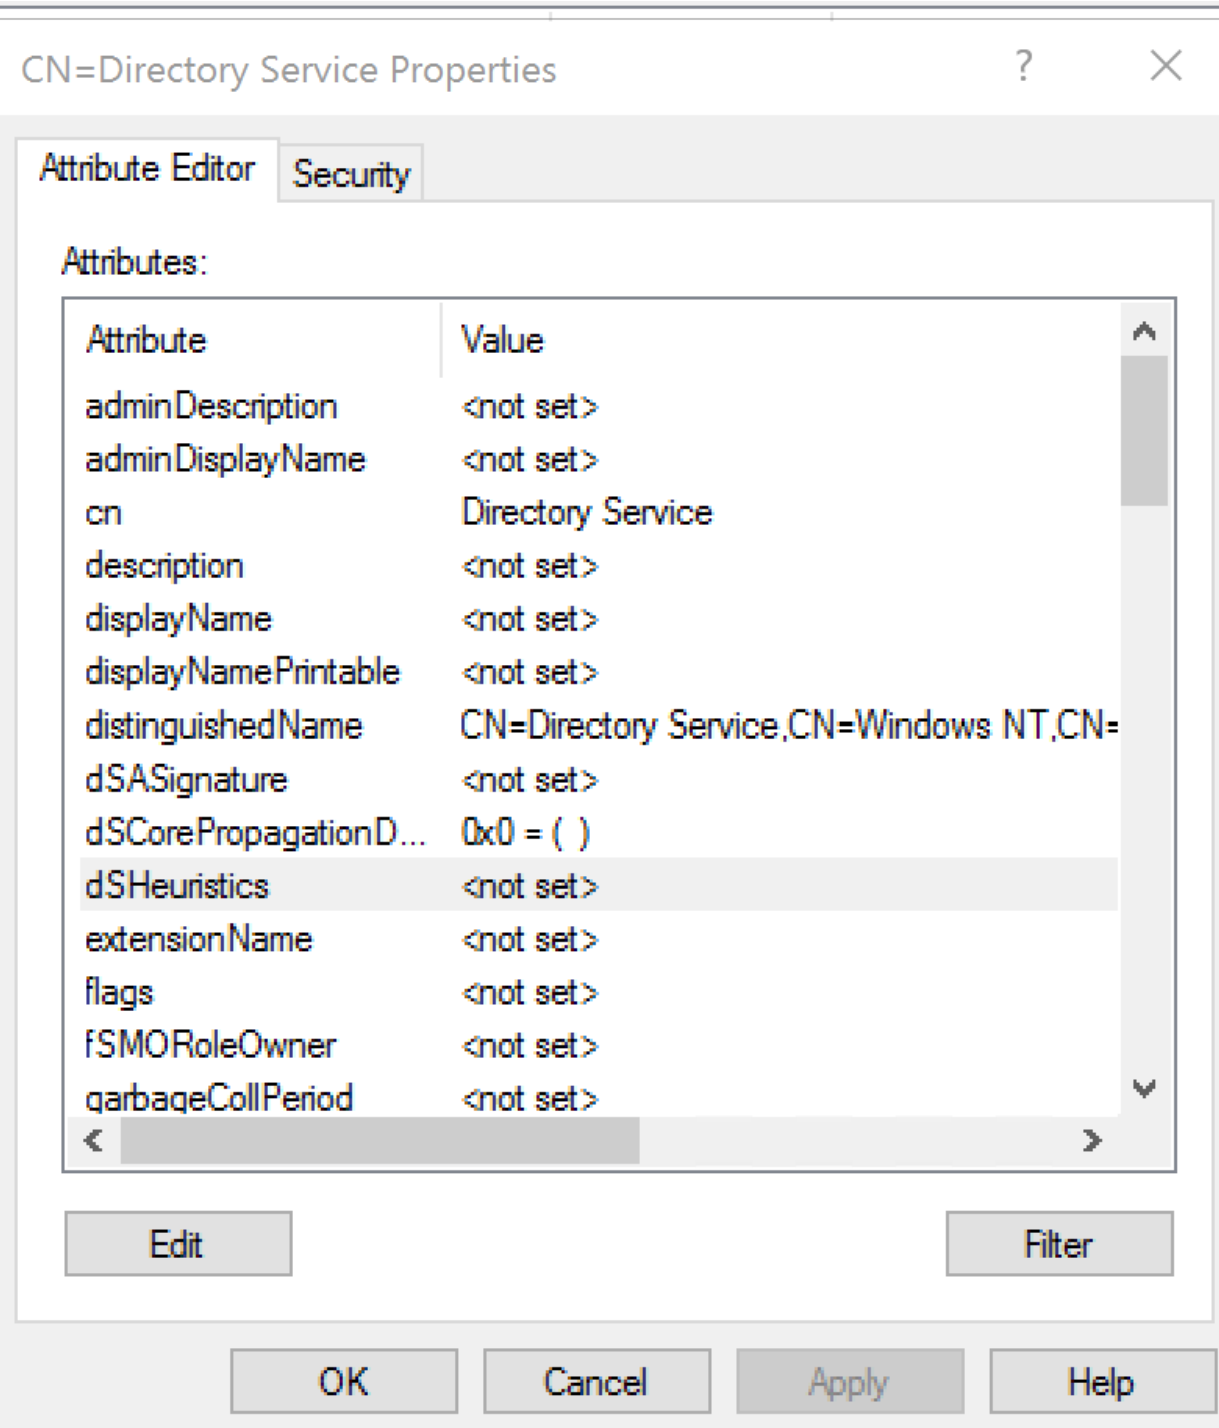 CN=Directory Service Properties ?
Attribute Editor Security
Attributes:
Attribute Value
adminDescription <not set>
adminDisplayName <not set>
cn Directory Service
description <not set>
displayName <not set>
displayNamePrintable <not set>
distinguishedName CN=Directory Service,CN=Windows NT,CN=
dSASignature <not set>
dSCorePropagationD... 0x0 = ( )
dSHeuristics <not set>
extensionName <not set>
flags <not set>
fSMORoleOwner <not set>
garbageCollPeriod <not set>
Edit Filter
OK Cancel Apply Help